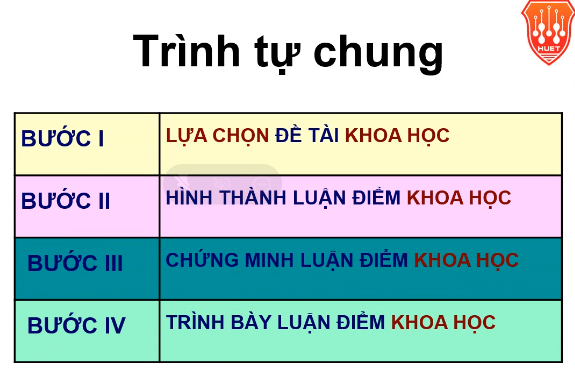 HUET
Trình tự chung
BƯỚC I LỰA CHỌN ĐỀ TÀI KHOA HỌC
BƯỚC II HÌNH THÀNH LUẬN ĐIỂM KHOA HỌC
BƯỚC III CHỨNG MINH LUẬN ĐIỂM KHOA HỌC
BƯỚC IV TRÌNH BÀY LUẬN ĐIỂM KHOA HỌC